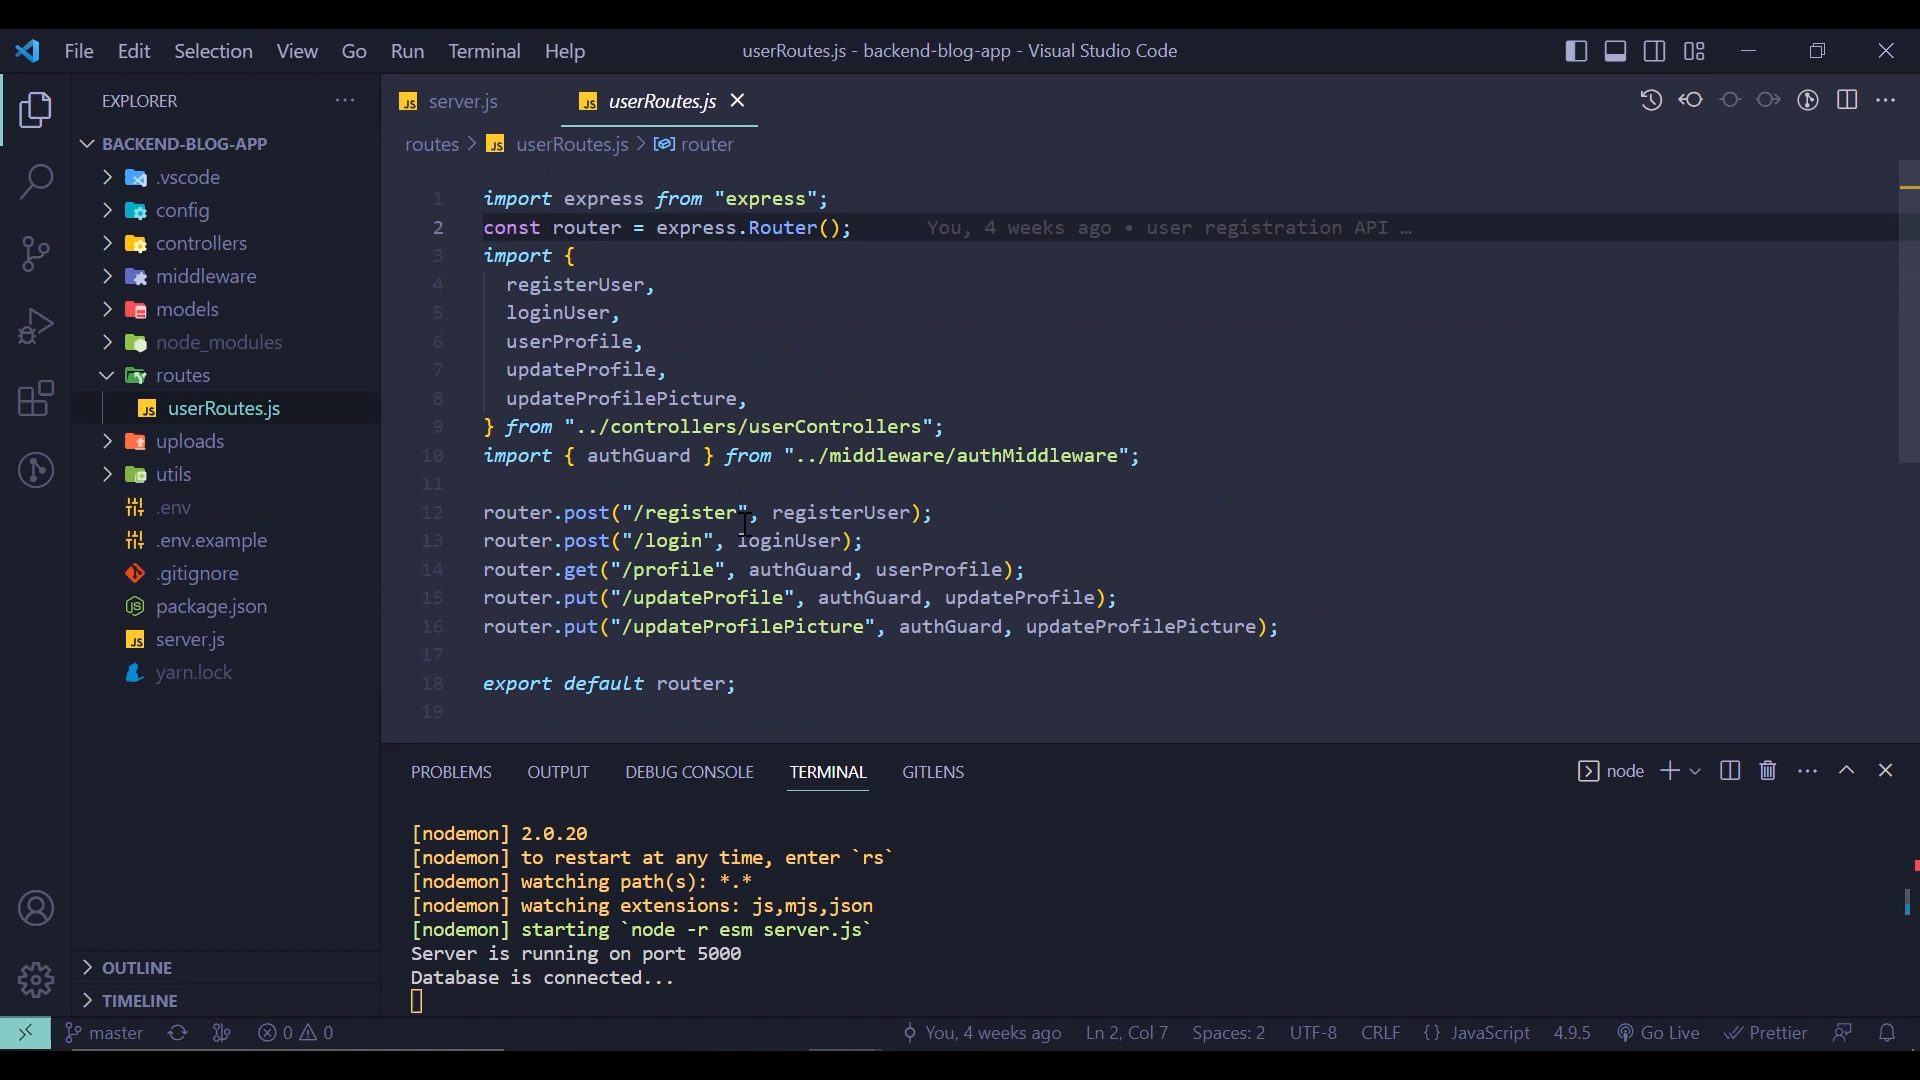 File Edit Selection View Go Run Terminal Help
userRoutes.js - backend-blog-app - Visual Studio Code
EXPLORER
BACKEND-BLOG-APP
.vscode
config
controllers
middleware
models
node_modules
routes
JS userRoutes.js
uploads
utils
.env
.env.example
.gitignore
package.json
JS server.js
yarn.lock
OUTLINE
TIMELINE
JS server.js
JS userRoutes.js
routes > JS userRoutes.js > router
1 import express from "express";
2 const router = express.Router(); You, 4 weeks ago • user registration API …
3 import {
4 registerUser,
5 loginUser,
6 userProfile,
7 updateProfile,
8 updateProfilePicture,
9 } from "../controllers/userControllers";
10 import { authGuard } from "../middleware/authMiddleware";
11
12 router.post("/register", registerUser);
13 router.post("/login", loginUser);
14 router.get("/profile", authGuard, userProfile);
15 router.put("/updateProfile", authGuard, updateProfile);
16 router.put("/updateProfilePicture", authGuard, updateProfilePicture);
17
18 export default router;
19
PROBLEMS OUTPUT DEBUG CONSOLE TERMINAL GITLENS
node
[nodemon] 2.0.20
[nodemon] to restart at any time, enter `rs`
[nodemon] watching path(s): *.*
[nodemon] watching extensions: js,mjs,json
[nodemon] starting `node -r esm server.js`
Server is running on port 5000
Database is connected...
master 0 0 You, 4 weeks ago Ln 2, Col 7 Spaces: 2 UTF-8 CRLF {} JavaScript 4.9.5 Go Live Prettier